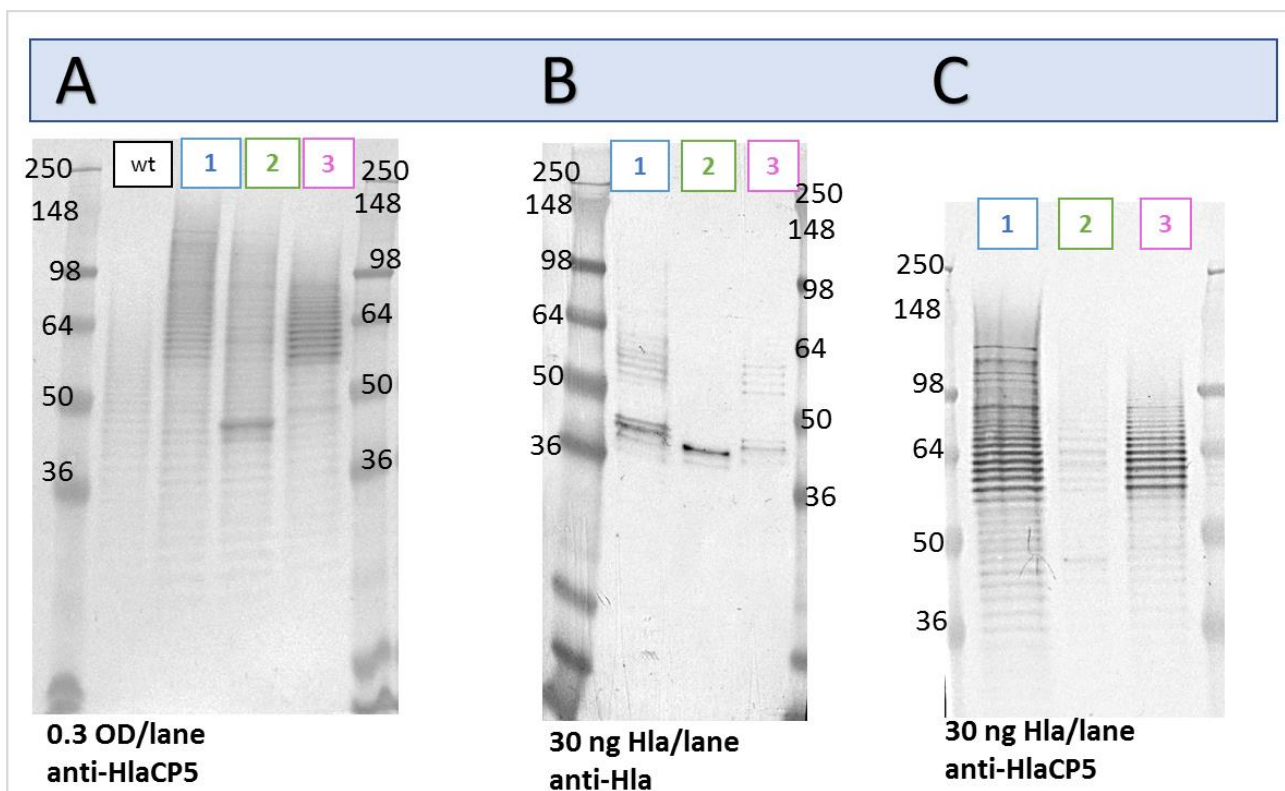 A B C
wt 1 2 3
250 250
148 148
98 98
64 64
50 50
36 36
0.3 OD/lane
anti-HlaCP5
1 2 3
250 250
148 148
98 98
64 64
50 50
36 36
30 ng Hla/lane
anti-Hla
1 2 3
250
148
98
64
50
36
30 ng Hla/lane
anti-HlaCP5